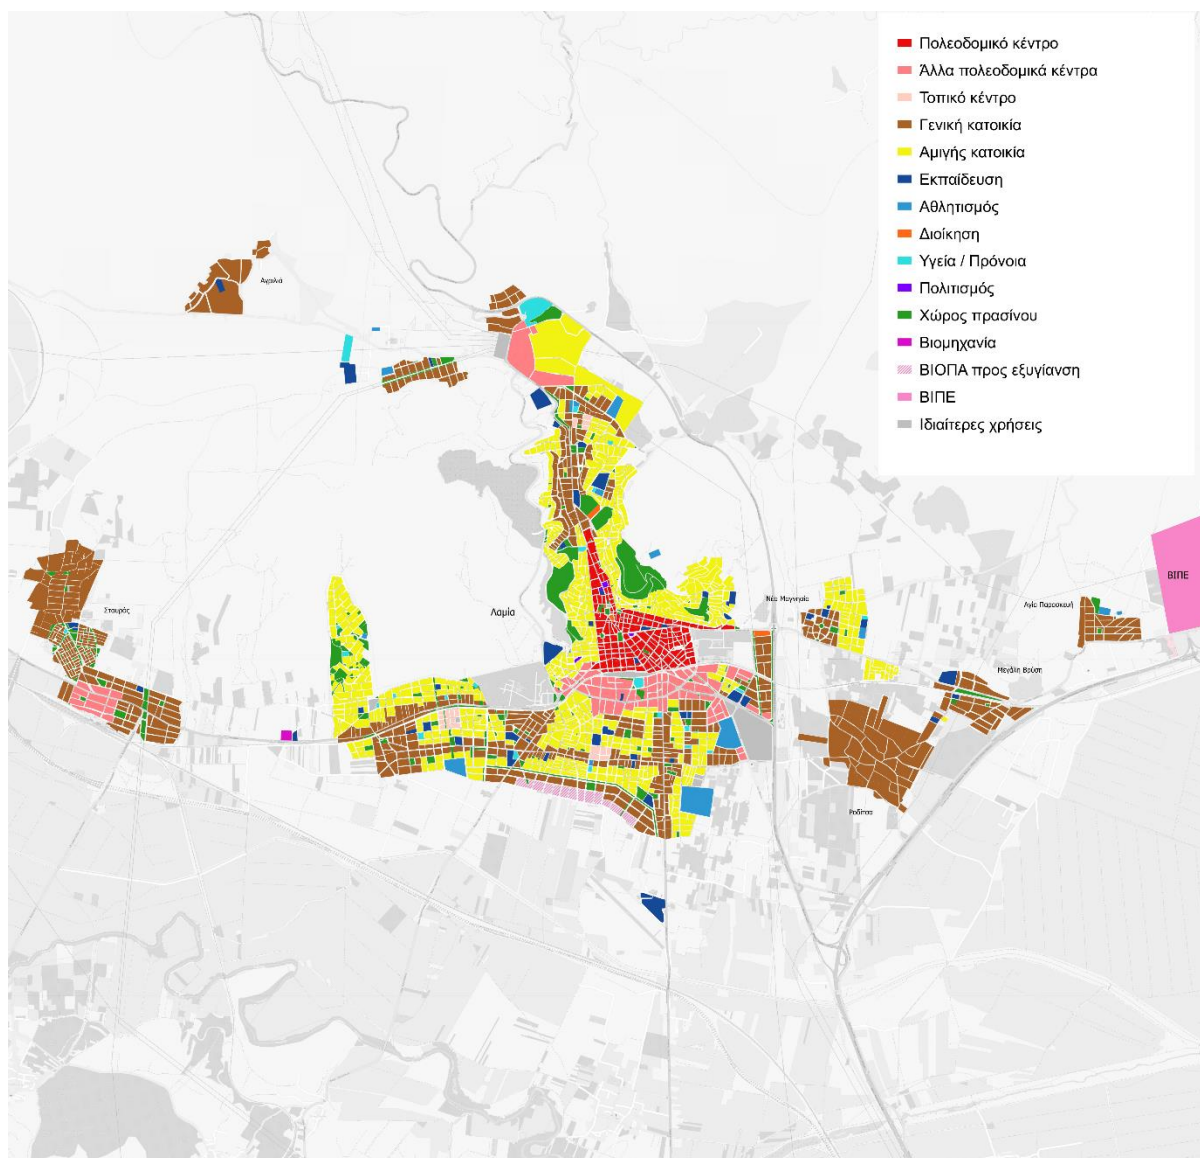 Πολεοδομικό κέντρο
Άλλα πολεοδομικά κέντρα
Τοπικό κέντρο
Γενική κατοικία
Αμιγής κατοικία
Εκπαίδευση
Αθλητισμός
Διοίκηση
Υγεία / Πρόνοια
Πολιτισμός
Χώρος πρασίνου
Βιομηχανία
ΒΙΟΠΑ προς εξυγίανση
ΒΙΠΕ
Ιδιαίτερες χρήσεις
Αγριλιά
ΒΙΠΕ
Νέα Μαγνησία
Αγία Παρασκευή
Σταυρός
Λαμία
Μεγάλη Βρύση
Ροδίτσα